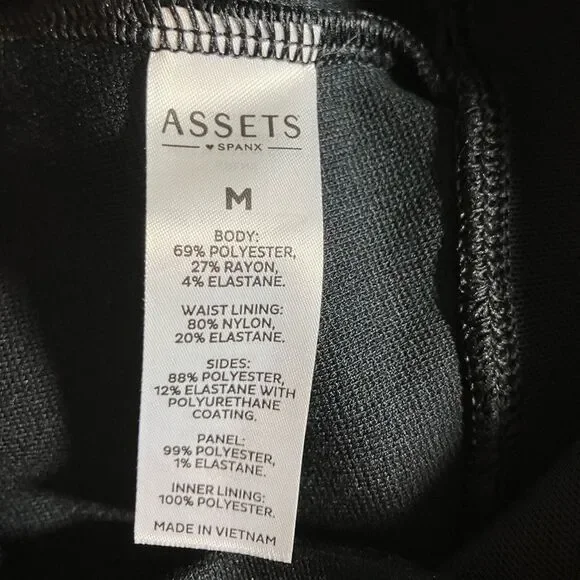 ASSETS
♥ SPANX
M
BODY:
69% POLYESTER,
27% RAYON,
4% ELASTANE.
WAIST LINING:
80% NYLON,
20% ELASTANE.
SIDES:
88% POLYESTER,
12% ELASTANE WITH
POLYURETHANE
COATING.
PANEL:
99% POLYESTER,
1% ELASTANE.
INNER LINING:
100% POLYESTER.
MADE IN VIETNAM